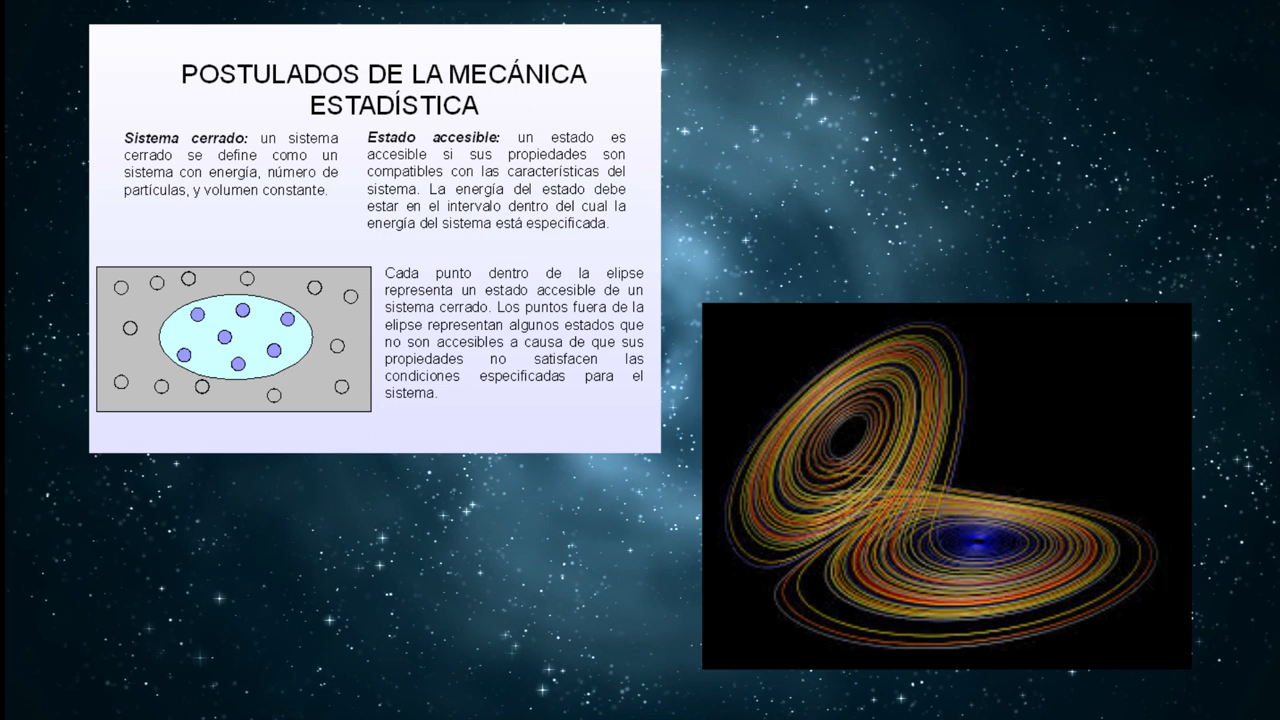 POSTULADOS DE LA MECÁNICA
ESTADÍSTICA
Sistema cerrado: un sistema
cerrado se define como un
sistema con energía, número de
partículas, y volumen constante.
Estado accesible: un estado es
accesible si sus propiedades son
compatibles con las características del
sistema. La energía del estado debe
estar en el intervalo dentro del cual la
energía del sistema está especificada.
Cada punto dentro de la elipse
representa un estado accesible de un
sistema cerrado. Los puntos fuera de la
elipse representan algunos estados que
no son accesibles a causa de que sus
propiedades no satisfacen las
condiciones especificadas para el
sistema.